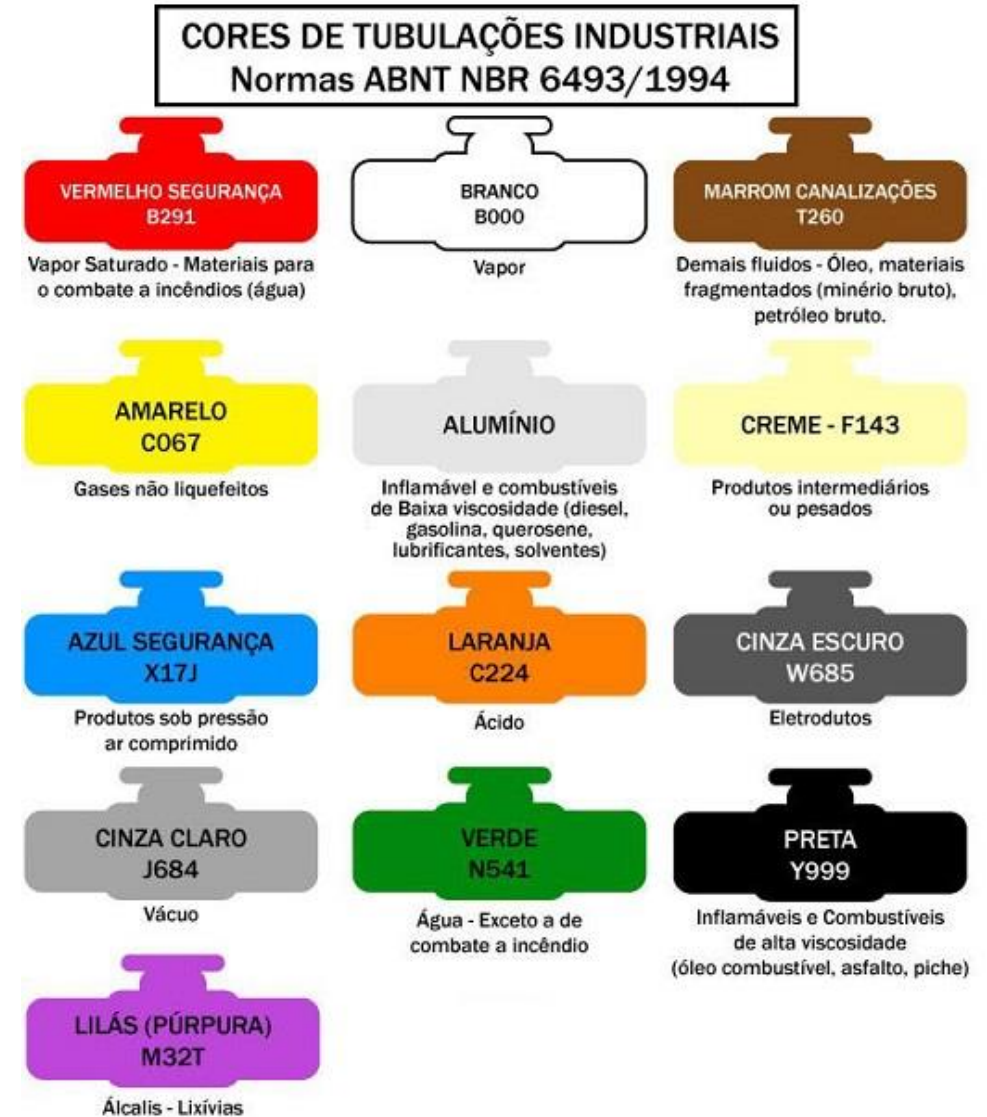 CORES DE TUBULAÇÕES INDUSTRIAIS
Normas ABNT NBR 6493/1994
VERMELHO SEGURANÇA
B291
Vapor Saturado - Materiais para
o combate a incêndios (água)
BRANCO
B000
Vapor
MARROM CANALIZAÇÕES
T260
Demais fluidos - Óleo, materiais
fragmentados (minério bruto),
petróleo bruto.
AMARELO
C067
Gases não liquefeitos
ALUMÍNIO
Inflamável e combustíveis
de Baixa viscosidade (diesel,
gasolina, querosene,
lubrificantes, solventes)
CREME - F143
Produtos intermediários
ou pesados
AZUL SEGURANÇA
X17J
Produtos sob pressão
ar comprimido
LARANJA
C224
Ácido
CINZA ESCURO
W685
Eletrodutos
CINZA CLARO
J684
Vácuo
VERDE
N541
Água - Exceto a de
combate a incêndio
PRETA
Y999
Inflamáveis e Combustíveis
de alta viscosidade
(óleo combustível, asfalto, piche)
LILÁS (PÚRPURA)
M32T
Álcalis - Lixívias